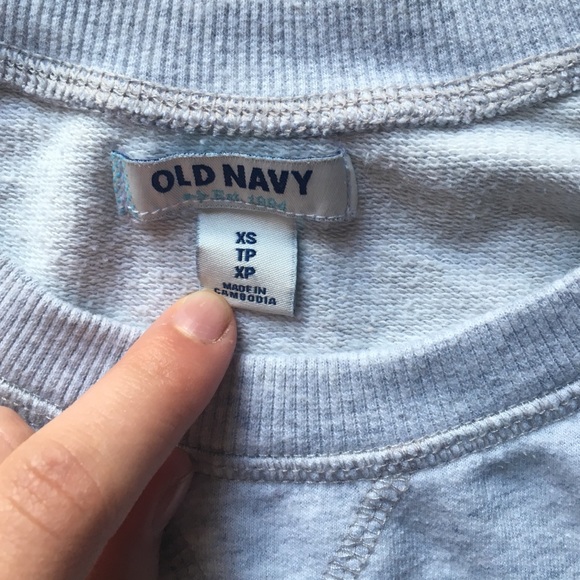 OLD NAVY
Est. 1994
XS
TP
XP
MADE IN
CAMBODIA